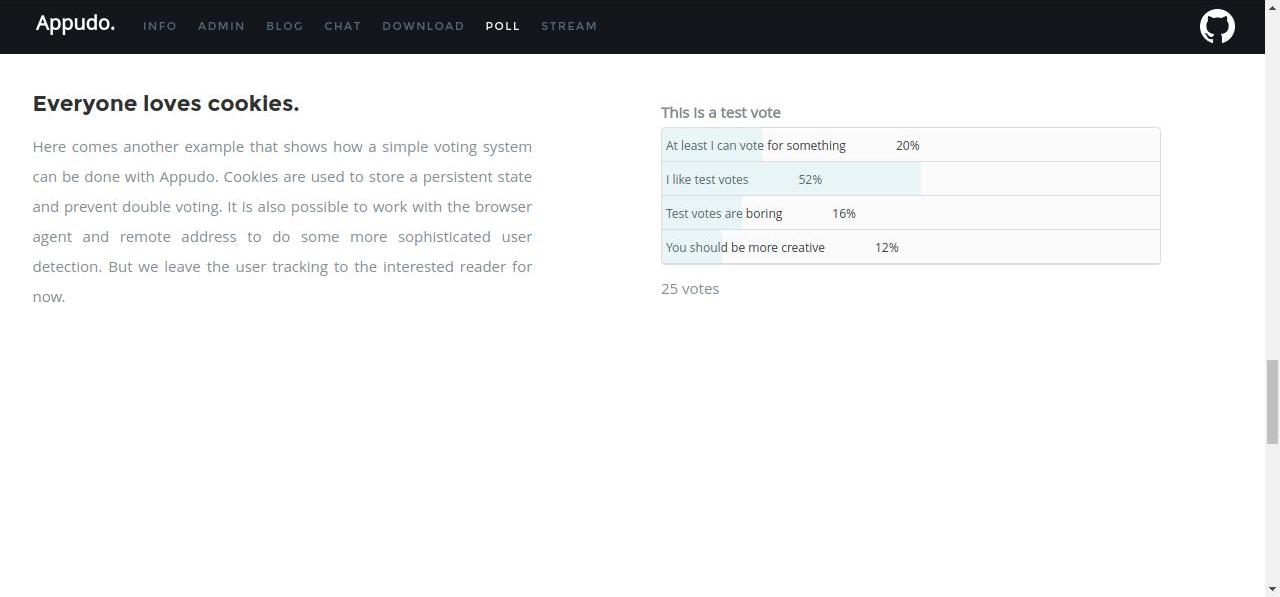 Appudo. INFO ADMIN BLOG CHAT DOWNLOAD POLL STREAM
Everyone loves cookies.
Here comes another example that shows how a simple voting system
can be done with Appudo. Cookies are used to store a persistent state
and prevent double voting. It is also possible to work with the browser
agent and remote address to do some more sophisticated user
detection. But we leave the user tracking to the interested reader for
now.
This is a test vote
At least I can vote for something 20%
I like test votes 52%
Test votes are boring 16%
You should be more creative 12%
25 votes